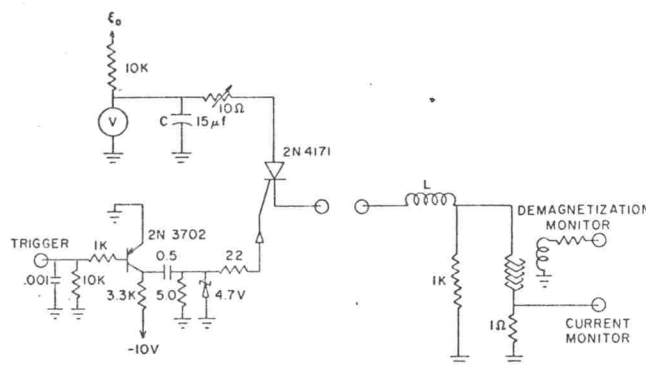 ξo
10K
V
C
15μf
10Ω
2N 4171
L
DEMAGNETIZATION
MONITOR
2N 3702
TRIGGER
1K
0.5
22
.001
10K
3.3K
5.0
4.7V
1K
1Ω
CURRENT
MONITOR
-10V